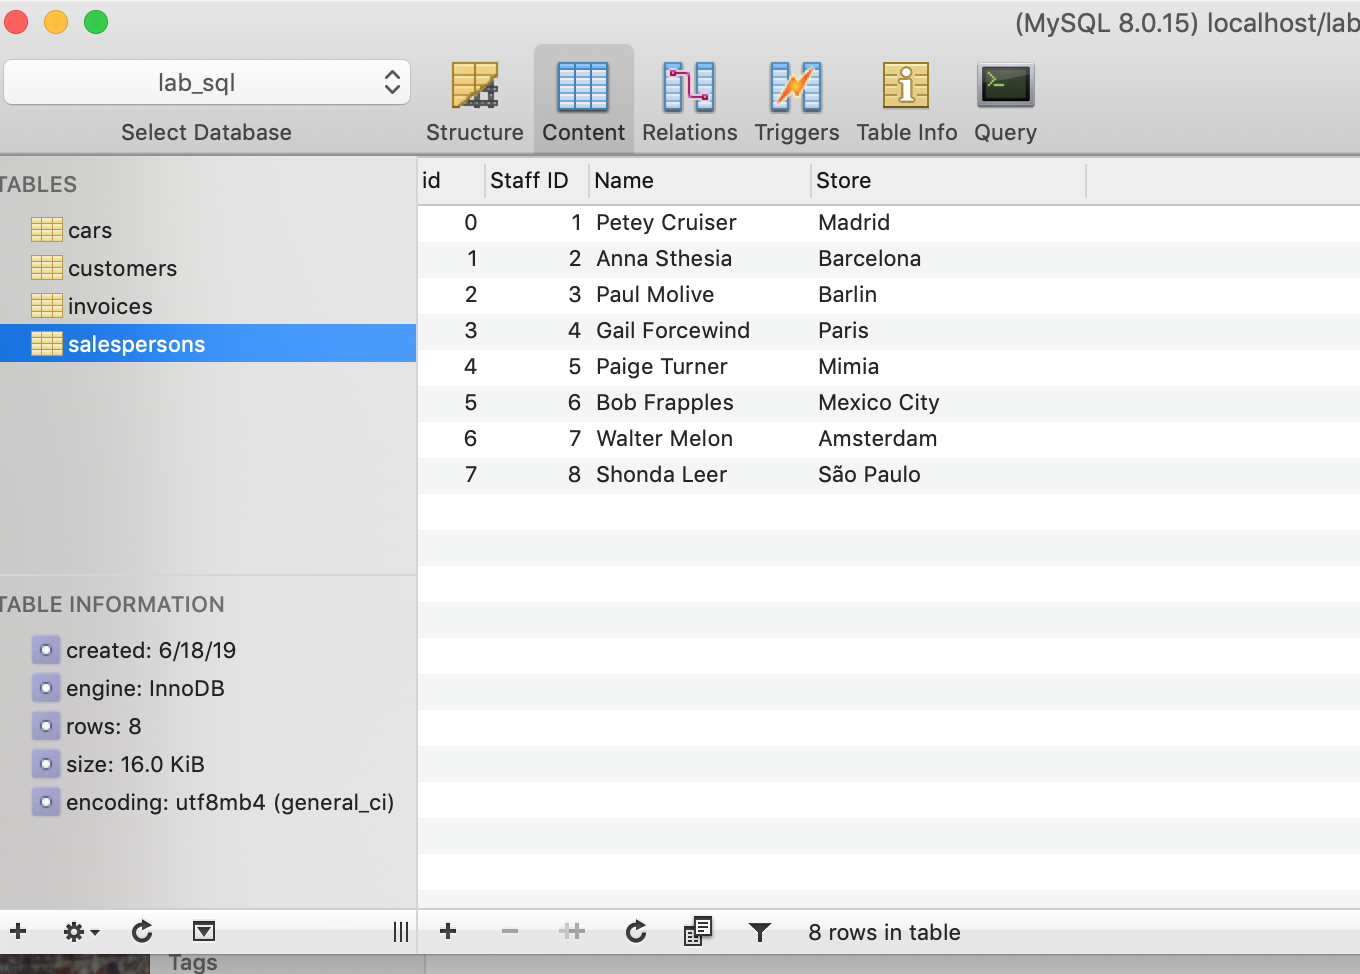 (MySQL 8.0.15) localhost/lab
lab_sql
Select Database
Structure
Content
Relations
Triggers
Table Info
Query
TABLES
cars
customers
invoices
salespersons
id Staff ID Name Store
0 1 Petey Cruiser Madrid
1 2 Anna Sthesia Barcelona
2 3 Paul Molive Barlin
3 4 Gail Forcewind Paris
4 5 Paige Turner Mimia
5 6 Bob Frapples Mexico City
6 7 Walter Melon Amsterdam
7 8 Shonda Leer São Paulo
TABLE INFORMATION
created: 6/18/19
engine: InnoDB
rows: 8
size: 16.0 KiB
encoding: utf8mb4 (general_ci)
8 rows in table
Tags